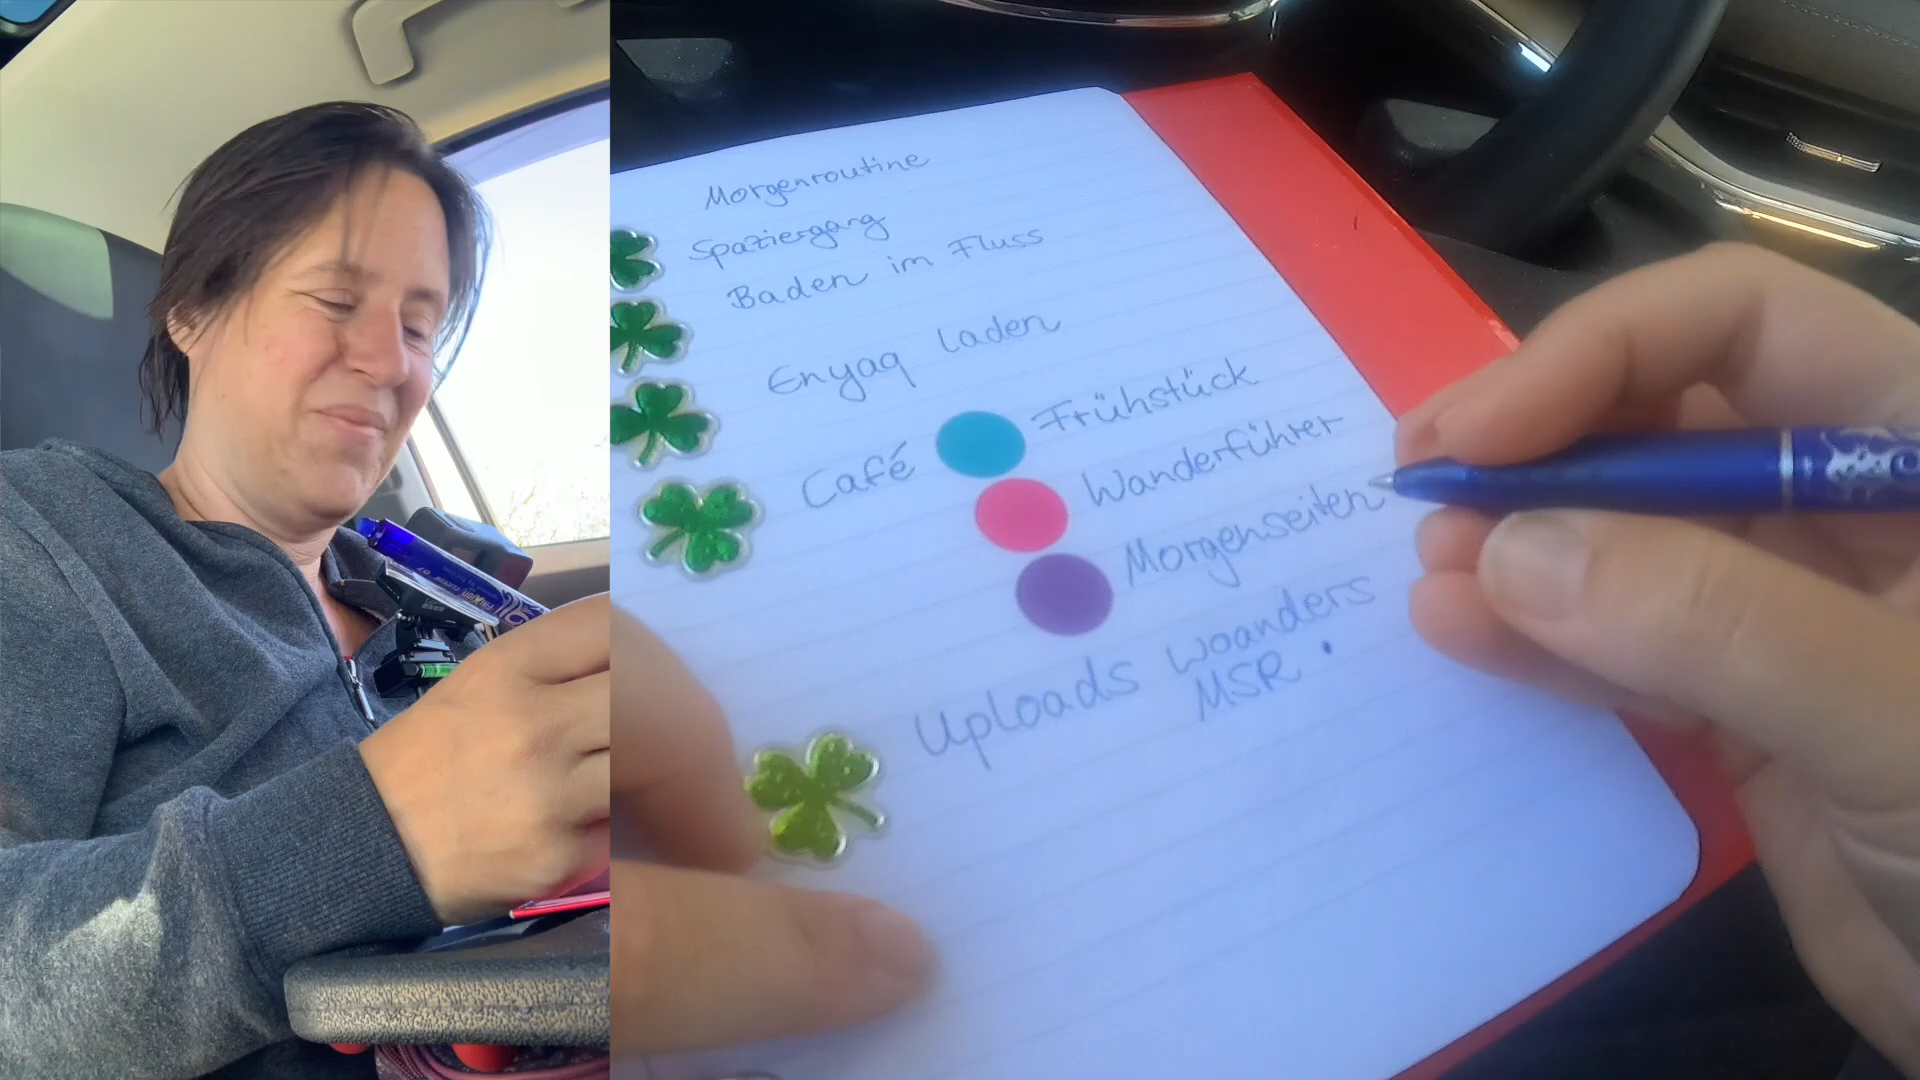 Morgenroutine
Spaziergang
Baden im Fluss
Enyaq laden
Café Frühstück
Wanderführer
Morgenseiten
Uploads woanders
MSR.